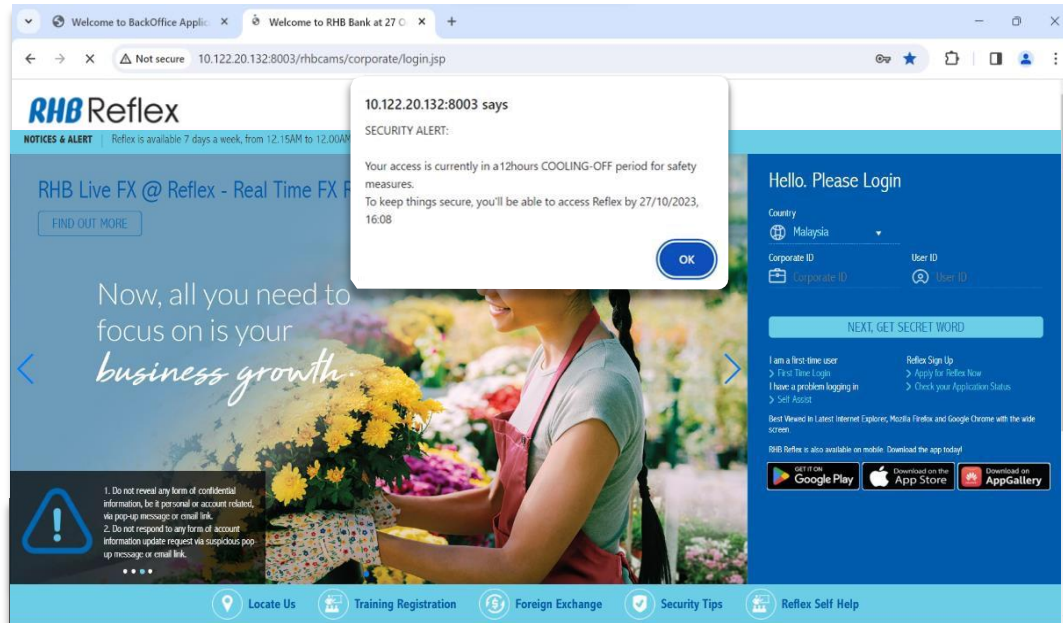 Welcome to BackOffice Applic
Welcome to RHB Bank at 27 O
Not secure 10.122.20.132:8003/rhbcams/corporate/login.jsp
RHB Reflex
NOTICES & ALERT Reflex is available 7 days a week, from 12.15AM to 12.00AM
10.122.20.132:8003 says
SECURITY ALERT:
Your access is currently in a12hours COOLING-OFF period for safety
measures.
To keep things secure, you'll be able to access Reflex by 27/10/2023,
16:08
OK
RHB Live FX @ Reflex - Real Time FX
FIND OUT MORE
Now, all you need to
focus on is your
business growth.
1. Do not reveal any form of confidential
information, be it personal or account related,
via pop-up message or email link.
2. Do not respond to any form of account
information update request via suspicious pop-
up message or email link.
Hello. Please Login
Country
Malaysia
Corporate ID User ID
Corporate ID User ID
NEXT, GET SECRET WORD
I am a first-time user Reflex Sign Up
> First Time Login > Apply for Reflex Now
I have a problem logging in > Check your Application Status
> Self Assist
Best Viewed in Latest Internet Explorer, Mozilla Firefox and Google Chrome with the wide
screen.
RHB Reflex is also available on mobile. Download the app today!
GET IT ON
Google Play
Download on the
App Store
Download on
AppGallery
Locate Us Training Registration Foreign Exchange Security Tips Reflex Self Help